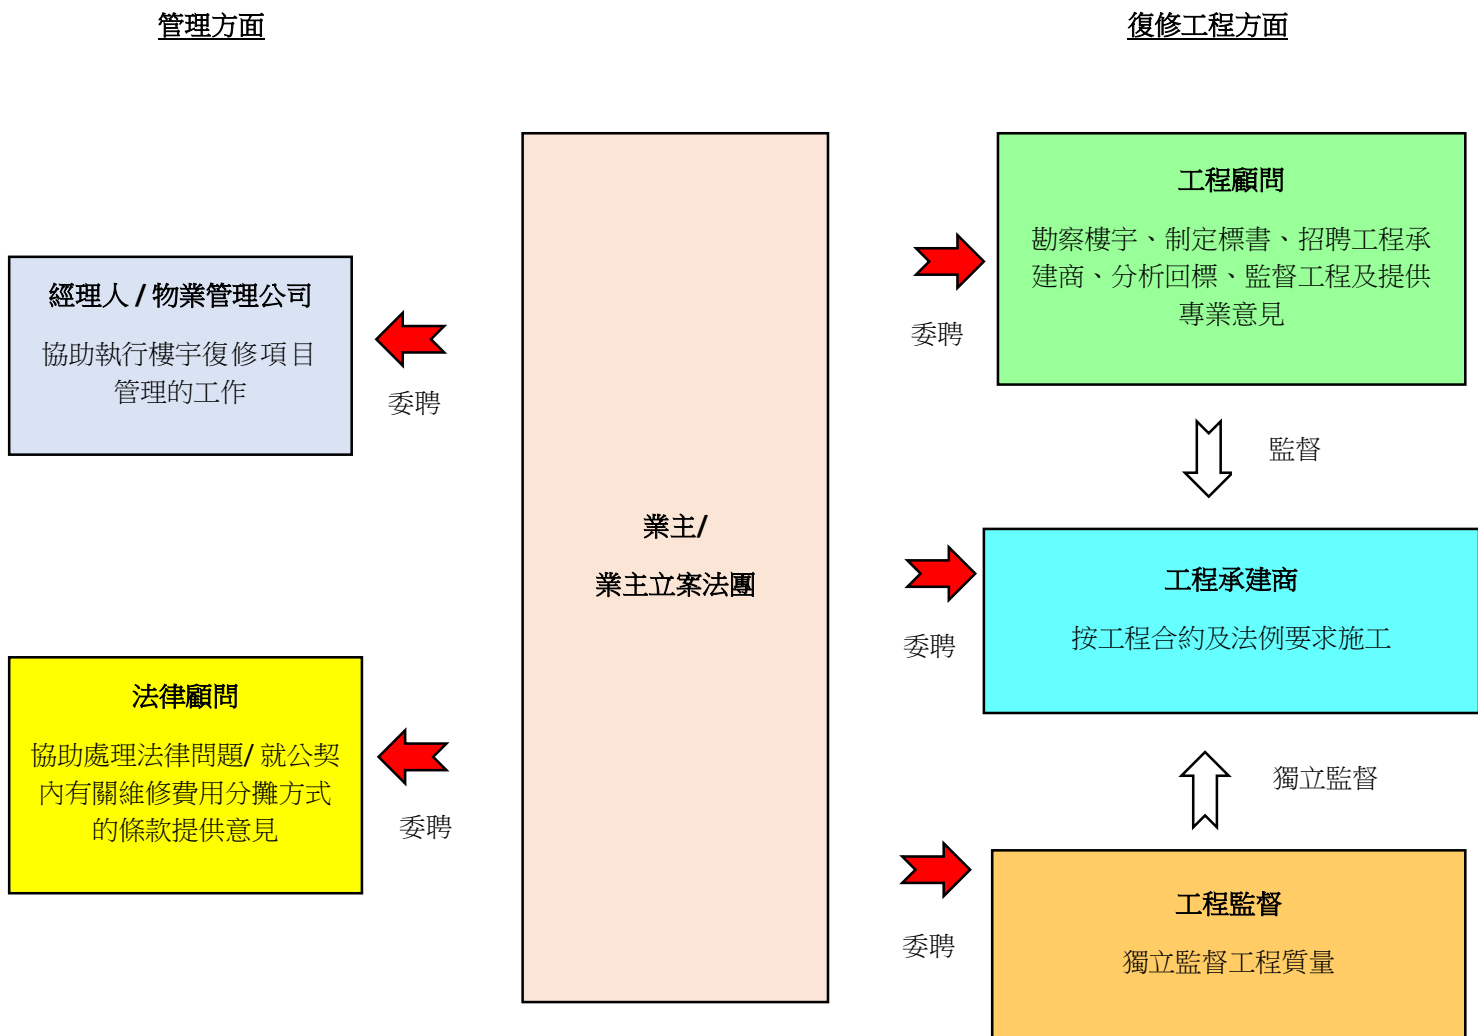 管理方面
復修工程方面
經理人 / 物業管理公司
協助執行樓宇復修項目
管理的工作
委聘
法律顧問
協助處理法律問題/ 就公契
內有關維修費用分攤方式
的條款提供意見
委聘
業主/
業主立案法團
委聘
工程顧問
勘察樓宇、制定標書、招聘工程承
建商、分析回標、監督工程及提供
專業意見
監督
委聘
工程承建商
按工程合約及法例要求施工
獨立監督
委聘
工程監督
獨立監督工程質量